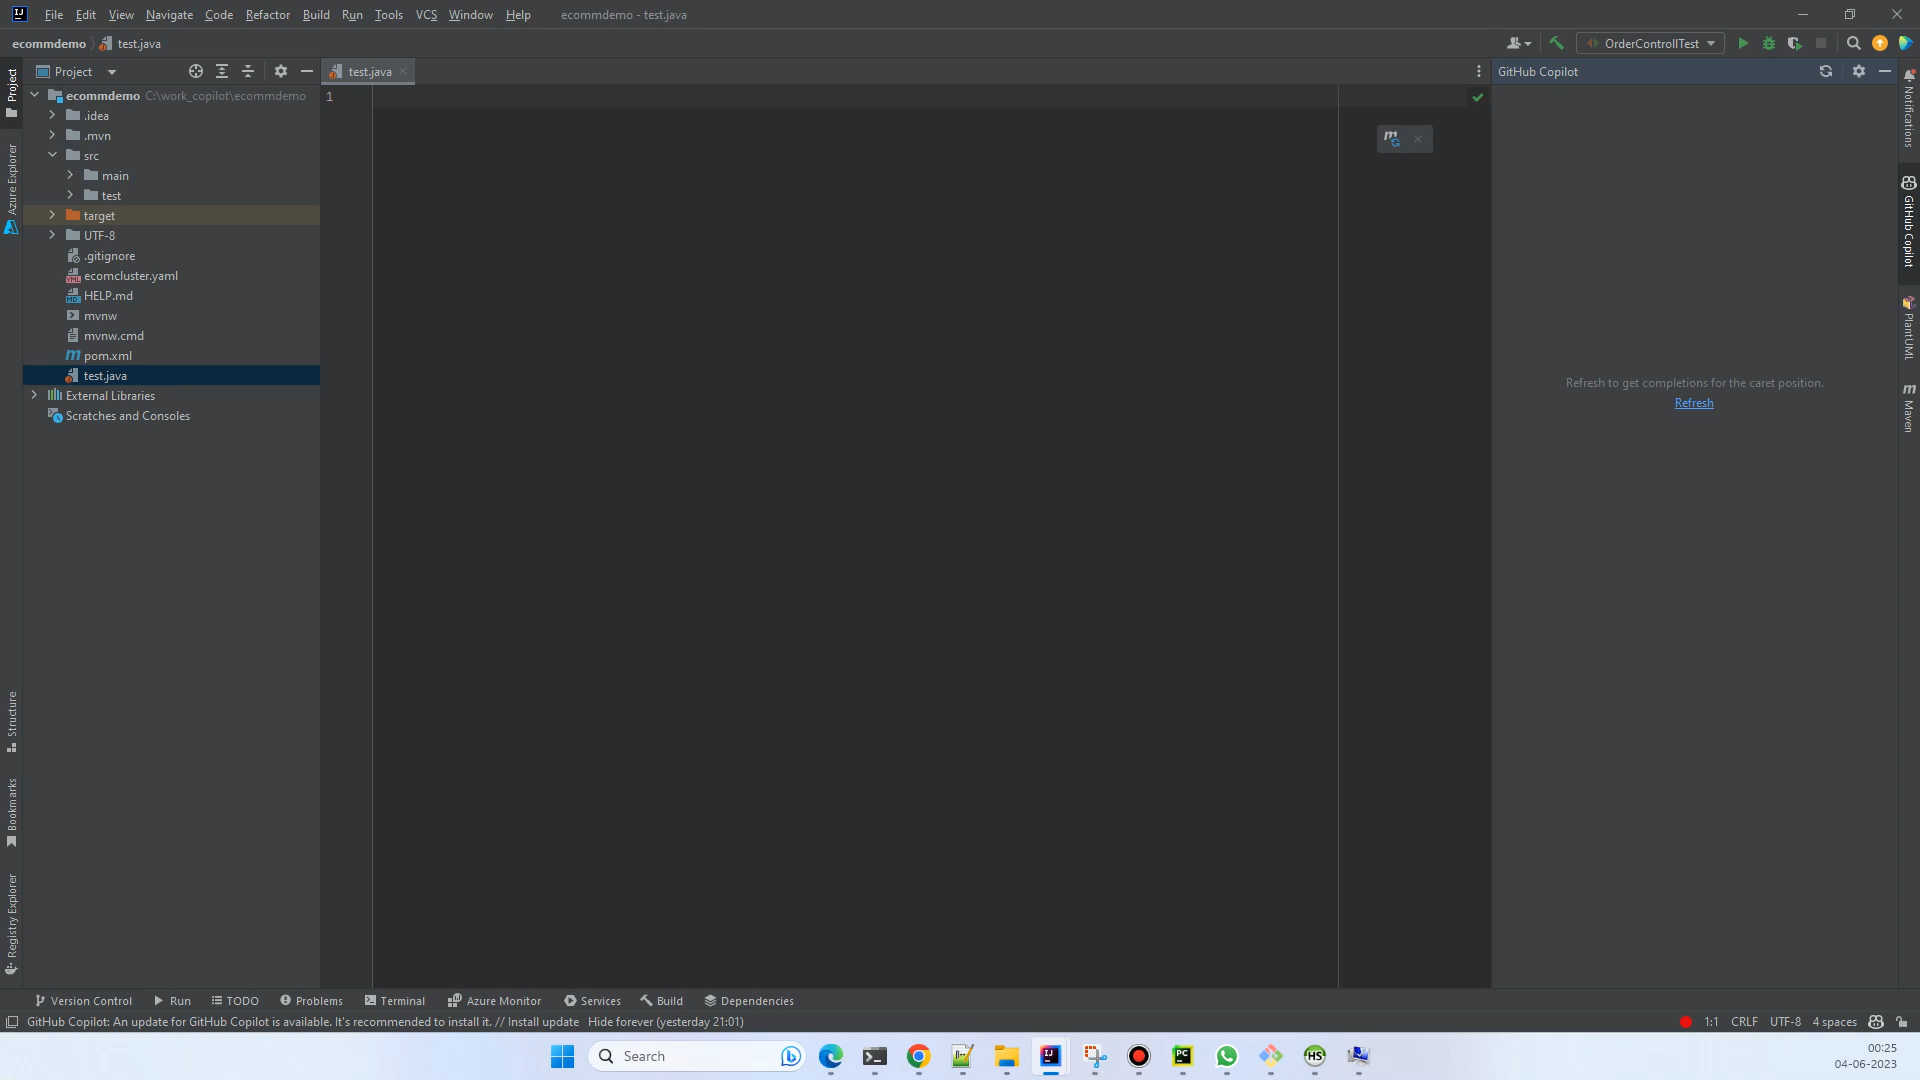 File Edit View Navigate Code Refactor Build Run Tools VCS Window Help ecommdemo - test.java
ecommdemo test.java OrderControllTest
Project test.java GitHub Copilot
ecommdemo C:\work_copilot\ecommdemo
1
.idea
.mvn
src
main
test
target
UTF-8
.gitignore
ecomcluster.yaml
HELP.md
mvnw
mvnw.cmd
pom.xml
test.java
External Libraries
Scratches and Consoles
Refresh to get completions for the caret position.
Refresh
Project
Azure Explorer
Structure
Bookmarks
Registry Explorer
Notifications
GitHub Copilot
PlantUML
Maven
Version Control Run TODO Problems Terminal Azure Monitor Services Build Dependencies
GitHub Copilot: An update for GitHub Copilot is available. It's recommended to install it. // Install update Hide forever (yesterday 21:01) 1:1 CRLF UTF-8 4 spaces
Search
00:25
04-06-2023